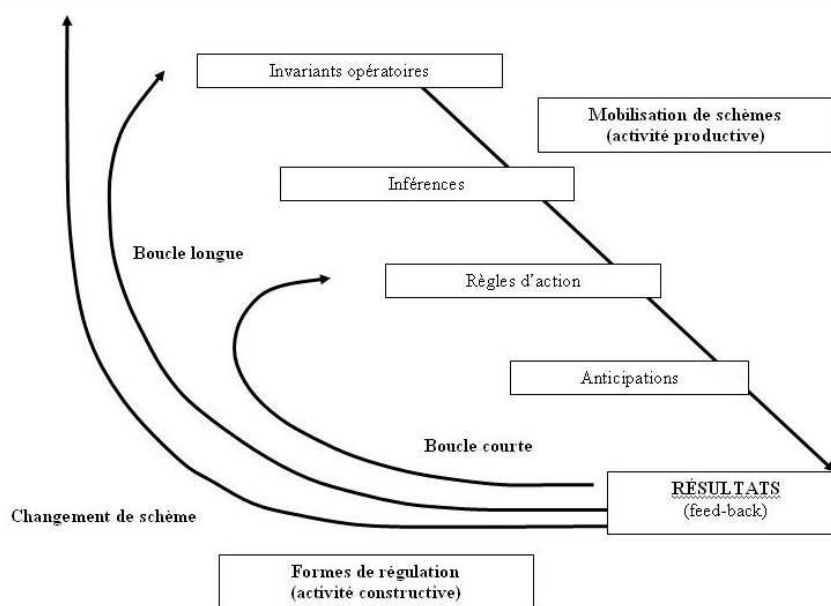 Invariants opératoires
Mobilisation de schèmes
(activité productive)
Inférences
Boucle longue
Règles d'action
Anticipations
Boucle courte
RÉSULTATS
(feed-back)
Changement de schème
Formes de régulation
(activité constructive)